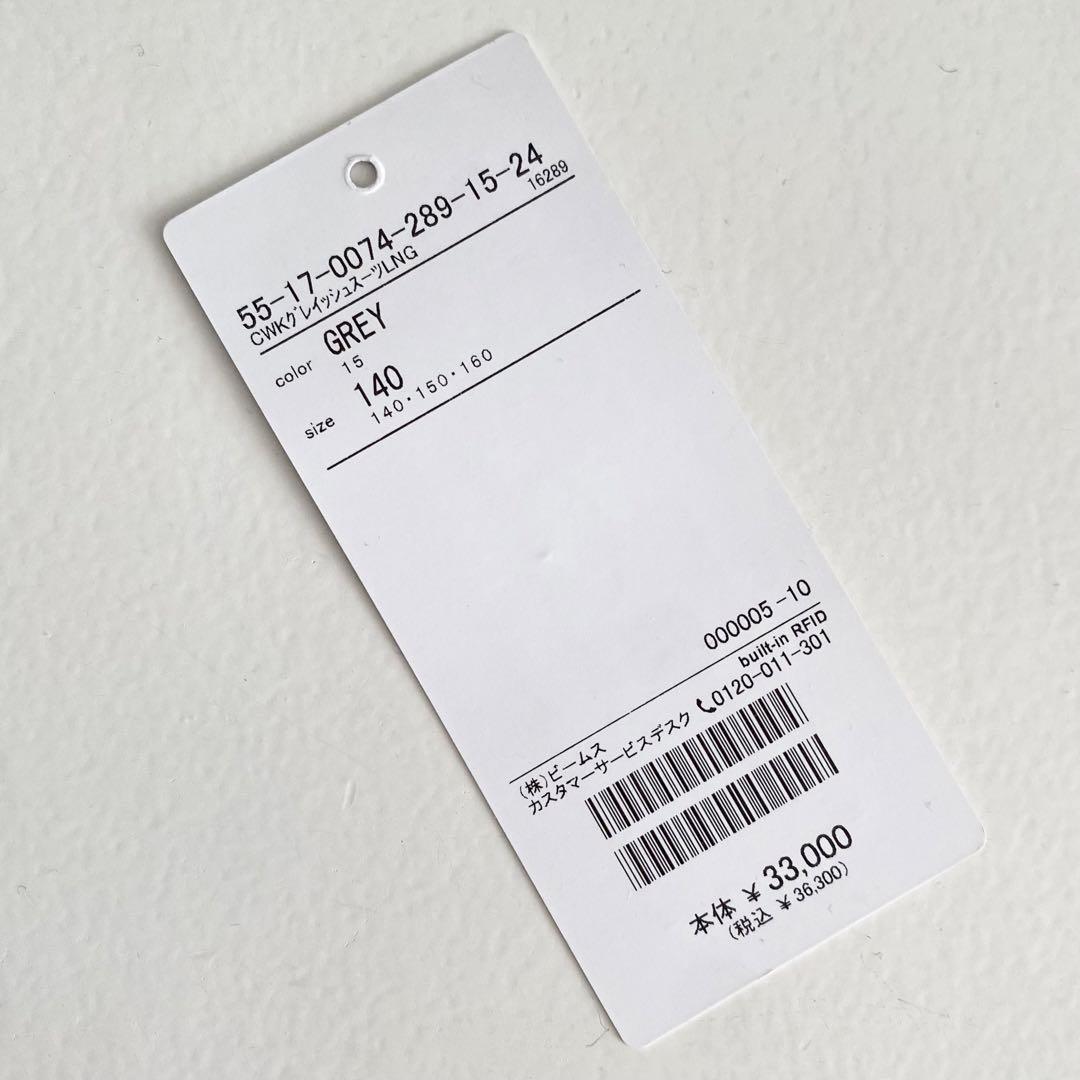 55-17-0074-289-15-24
CWKグレイッシュスーツLNG 16289
color GREY
15
size 140
140・150・160
000005-10
built-in RFID
(株)ビームス
カスタマーサービスデスク 0120-011-301
本体 ¥33,000
(税込 ¥36,300)